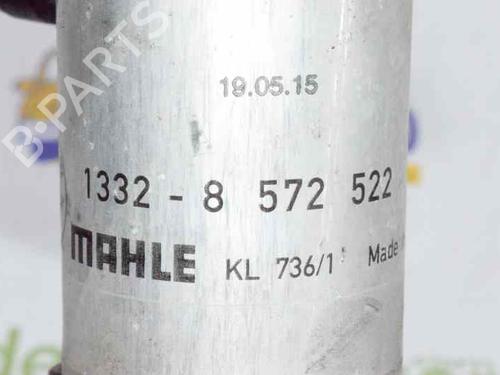 19.05.15
1332 - 8 572 522
MAHLE KL 736/1 Made
B-PARTS